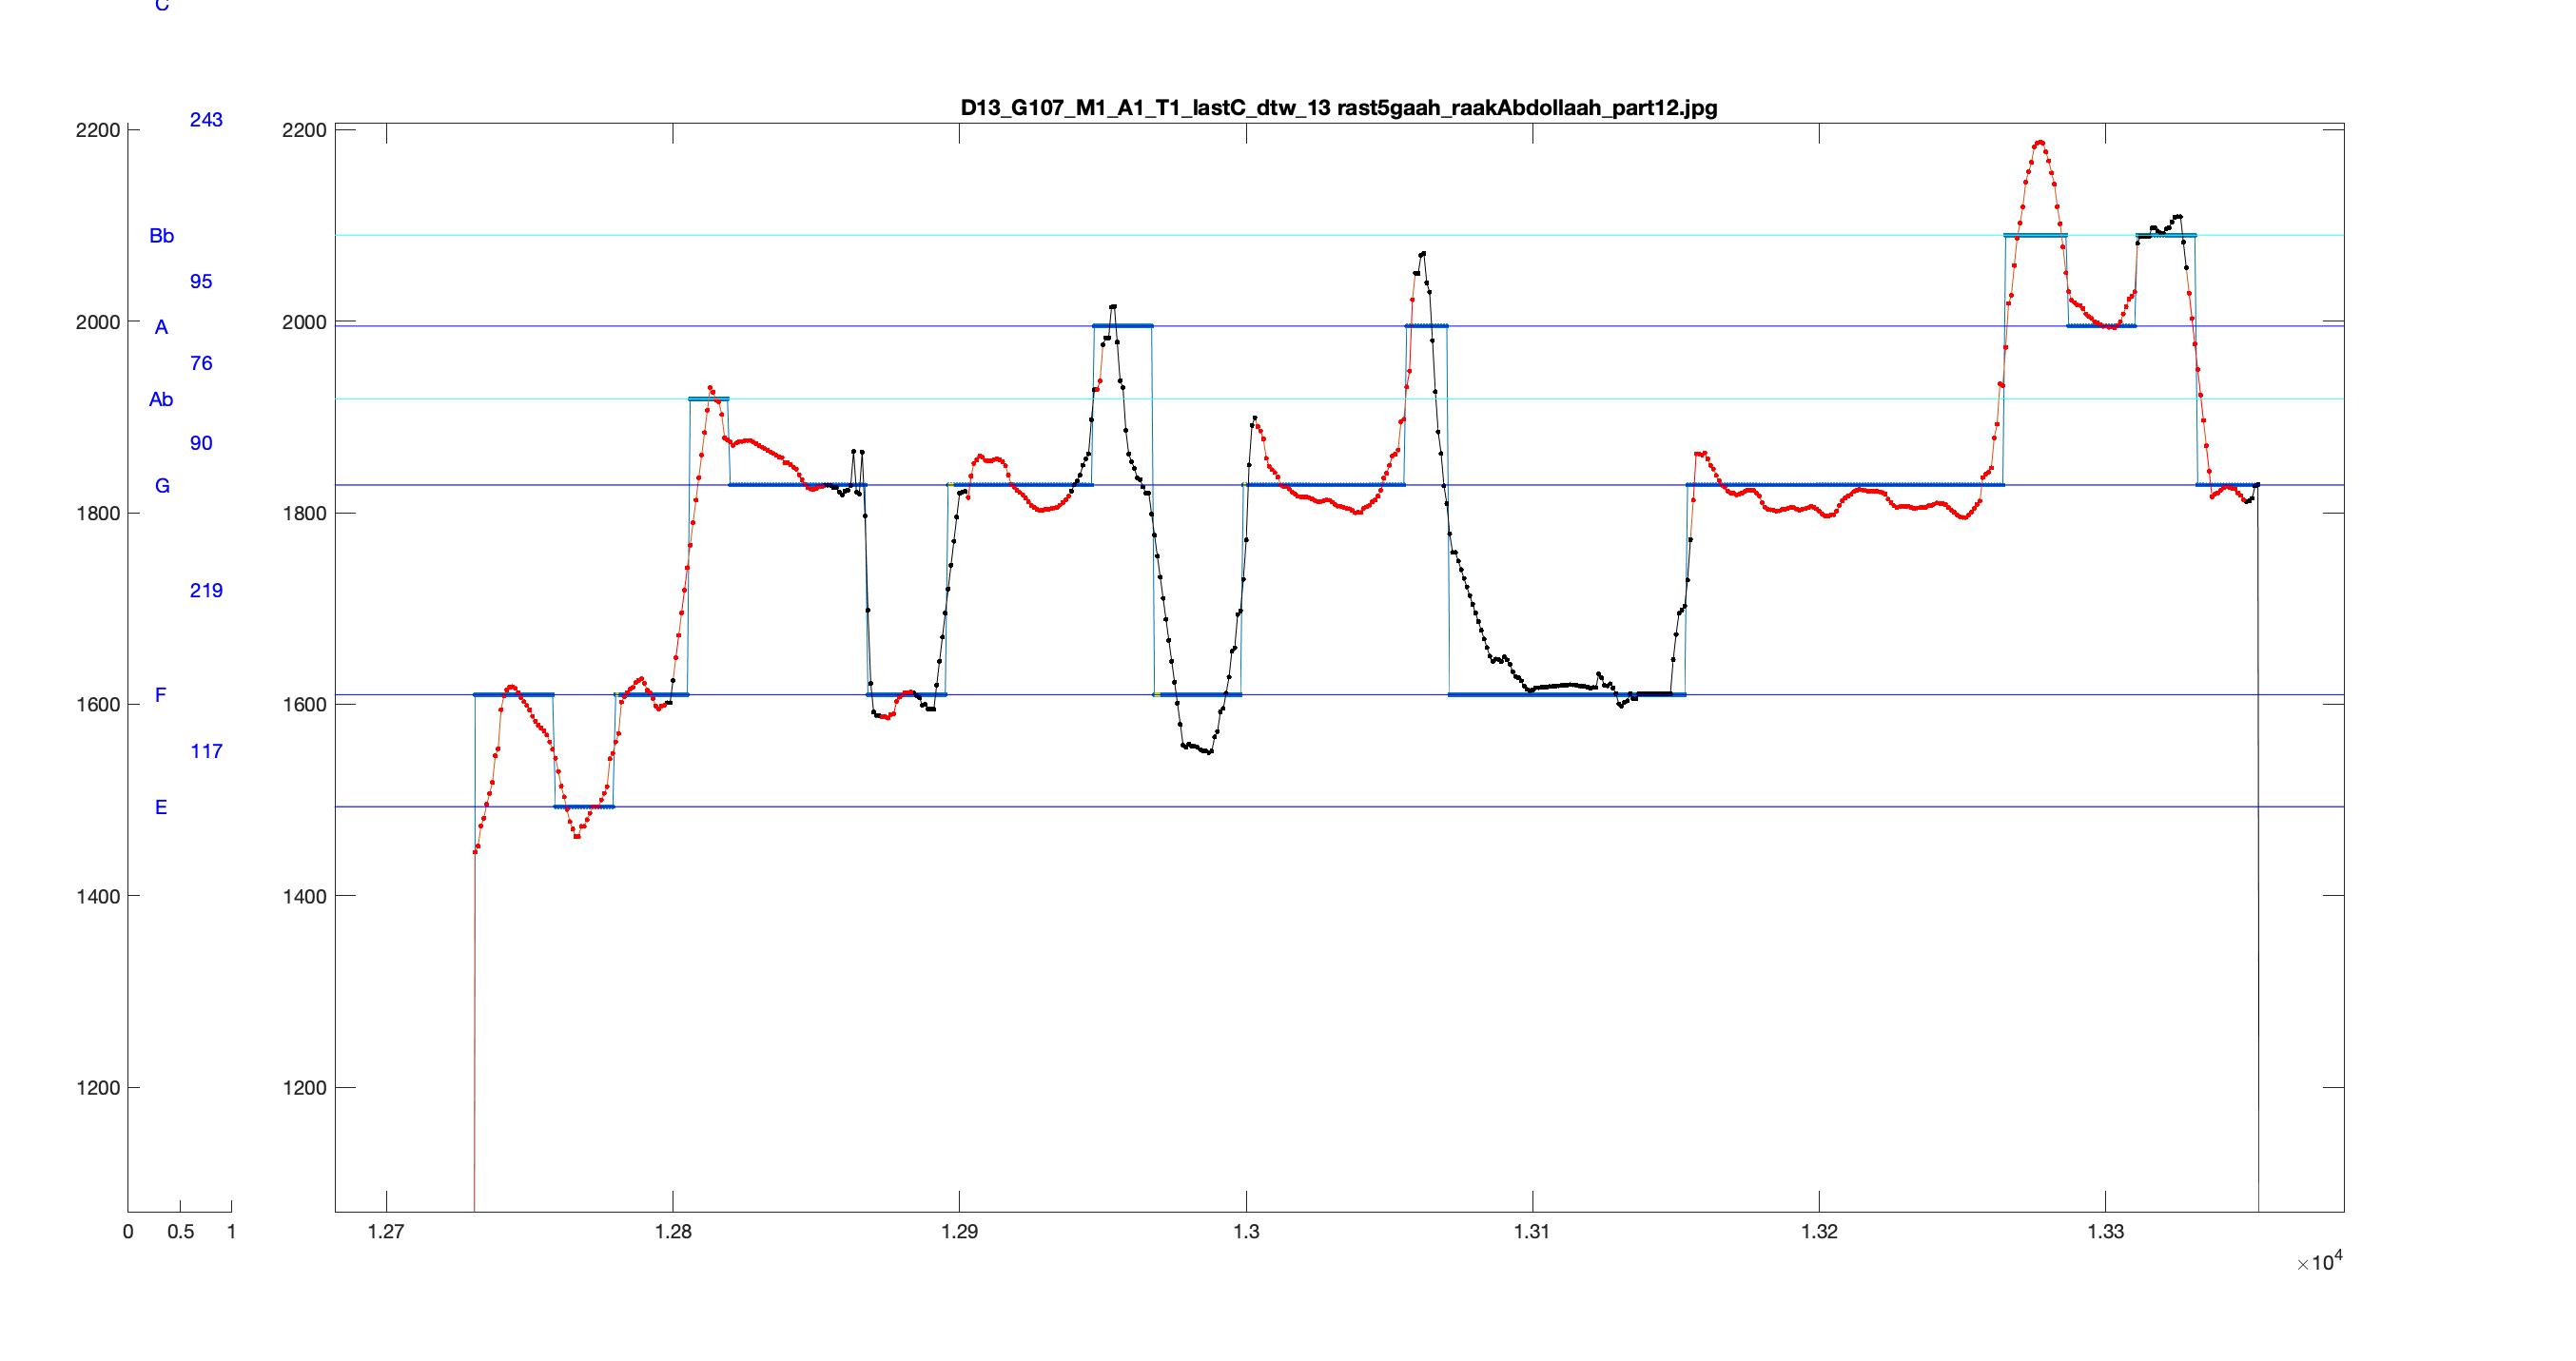 C
D13_G107_M1_A1_T1_lastC_dtw_13 rast5gaah_raakAbdollaah_part12.jpg
243
2200 2200
Bb
95
2000 A 2000
76
Ab
90
G
1800 1800
219
F
1600 1600
117
E
1400 1400
1200 1200
0 0.5 1 1.27 1.28 1.29 1.3 1.31 1.32 1.33
×10^4